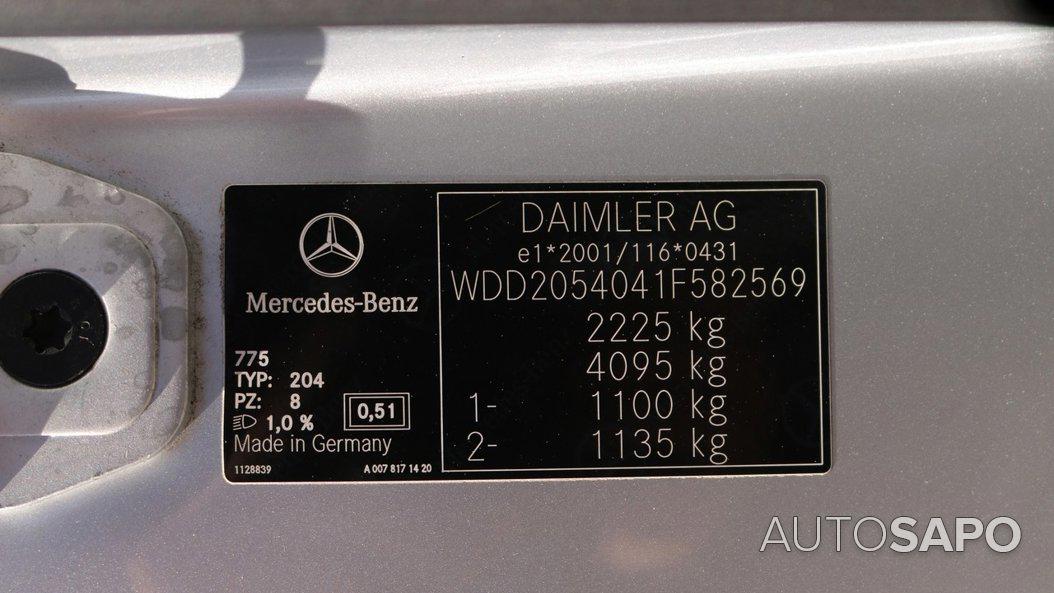 Mercedes-Benz
775
TYP: 204
PZ: 8
1,0 %
0,51
Made in Germany
1128839
A 007 817 14 20
DAIMLER AG
e1*2001/116*0431
WDD2054041F582569
2225 kg
4095 kg
1- 1100 kg
2- 1135 kg
AUTOSAPO